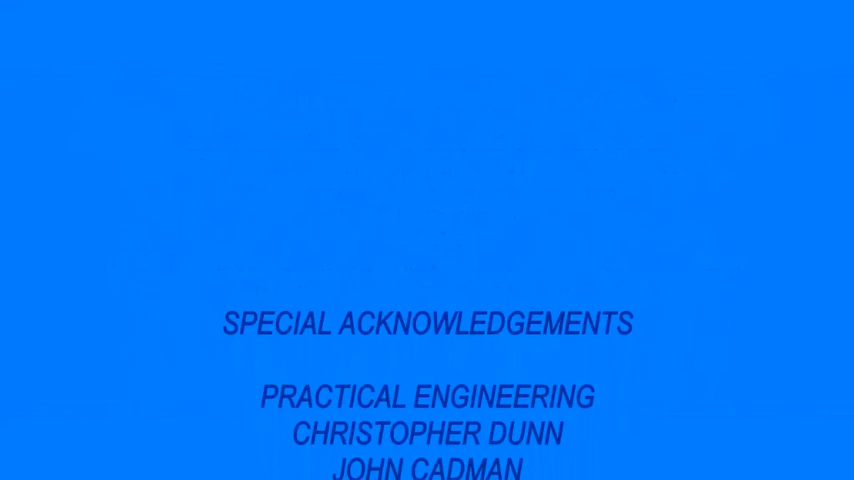 SPECIAL ACKNOWLEDGEMENTS
PRACTICAL ENGINEERING
CHRISTOPHER DUNN
JOHN CADMAN